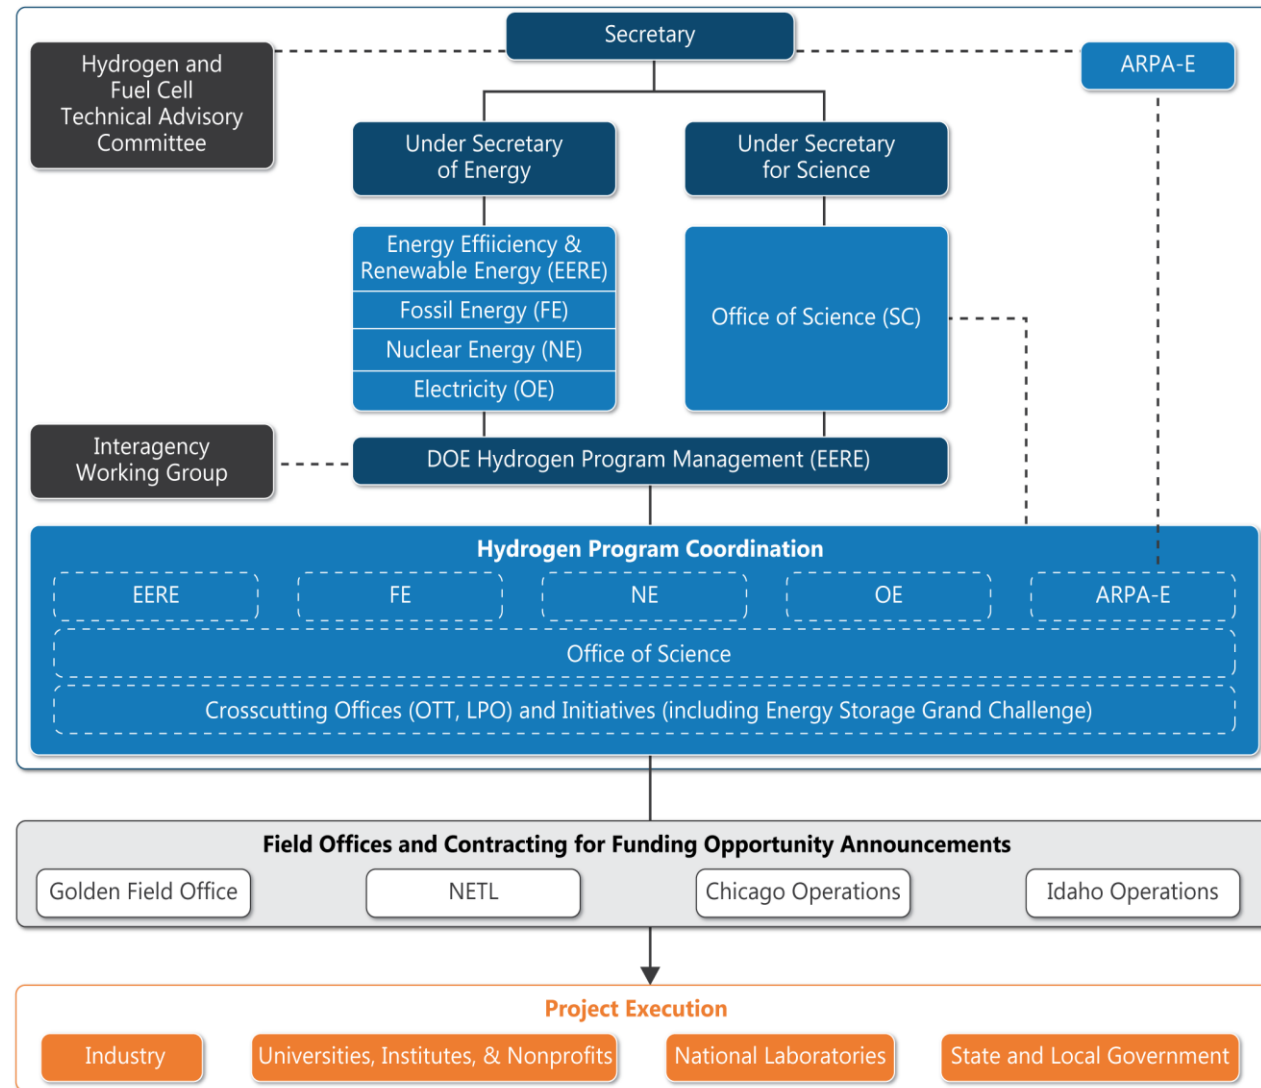 Secretary
Hydrogen and
Fuel Cell
Technical Advisory
Committee
ARPA-E
Under Secretary
of Energy
Under Secretary
for Science
Energy Effiiciency &
Renewable Energy (EERE)
Fossil Energy (FE)
Nuclear Energy (NE)
Electricity (OE)
Office of Science (SC)
Interagency
Working Group
DOE Hydrogen Program Management (EERE)
Hydrogen Program Coordination
EERE
FE
NE
OE
ARPA-E
Office of Science
Crosscutting Offices (OTT, LPO) and Initiatives (including Energy Storage Grand Challenge)
Field Offices and Contracting for Funding Opportunity Announcements
Golden Field Office
NETL
Chicago Operations
Idaho Operations
Project Execution
Industry
Universities, Institutes, & Nonprofits
National Laboratories
State and Local Government